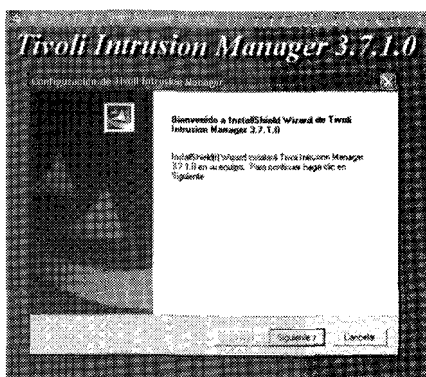 Tivoli Intrusion Manager 3.7.1.0
Configuración de Tivoli Intrusion Manager
Bienvenido a InstallShield Wizard de Tivoli
Intrusion Manager 3.7.1.0
InstallShield(R) Wizard instalará Tivoli Intrusion Manager
3.7.1.0 en su equipo. Para continuar haga clic en
Siguiente
Siguiente >
Cancelar